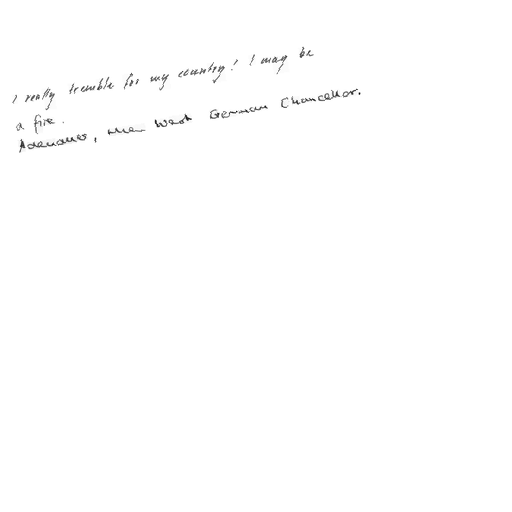 I really tremble for my country! I may be
a fire.
Adenauer, then West German Chancellor.